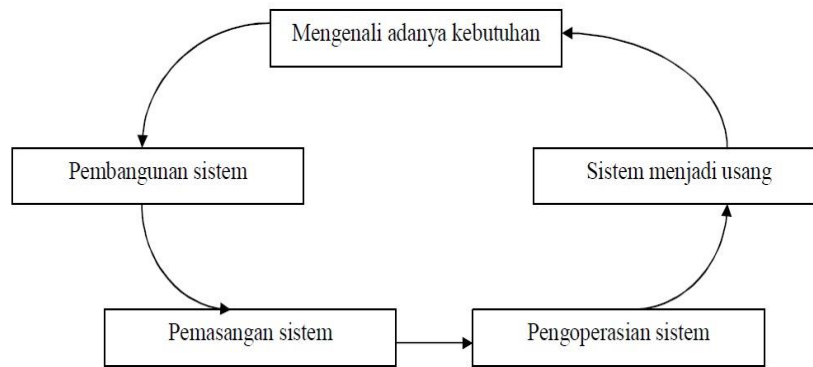 Mengenali adanya kebutuhan
Pembangunan sistem
Sistem menjadi usang
Pemasangan sistem
Pengoperasian sistem